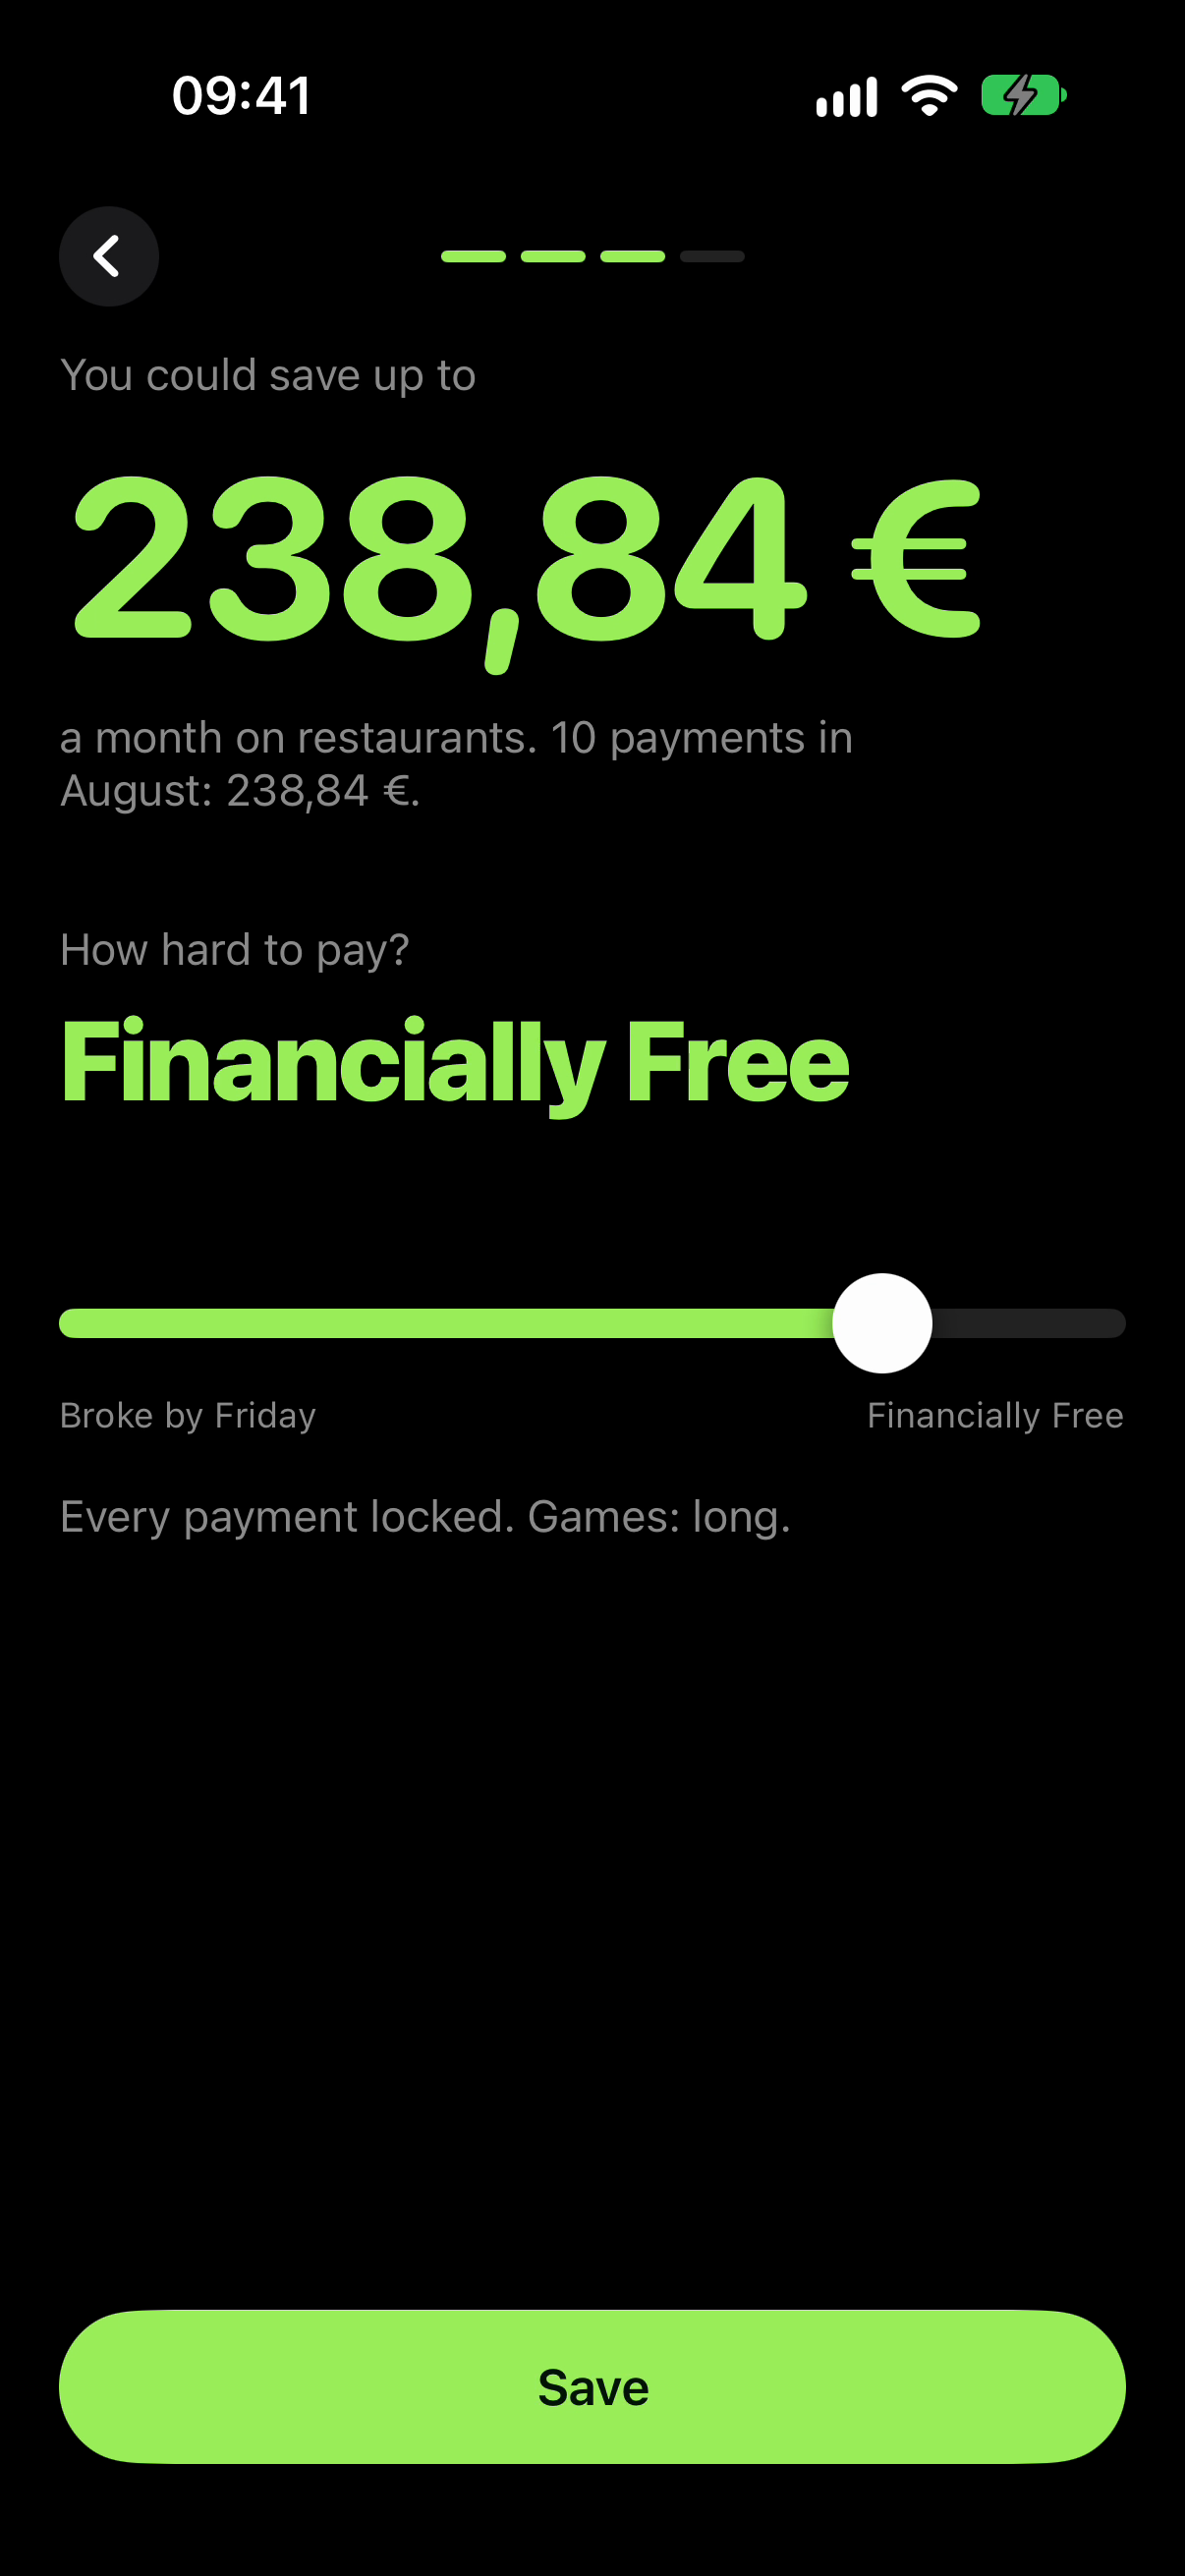 09:41
You could save up to
238,84 €
a month on restaurants. 10 payments in
August: 238,84 €.
How hard to pay?
Financially Free
Broke by Friday
Financially Free
Every payment locked. Games: long.
Save